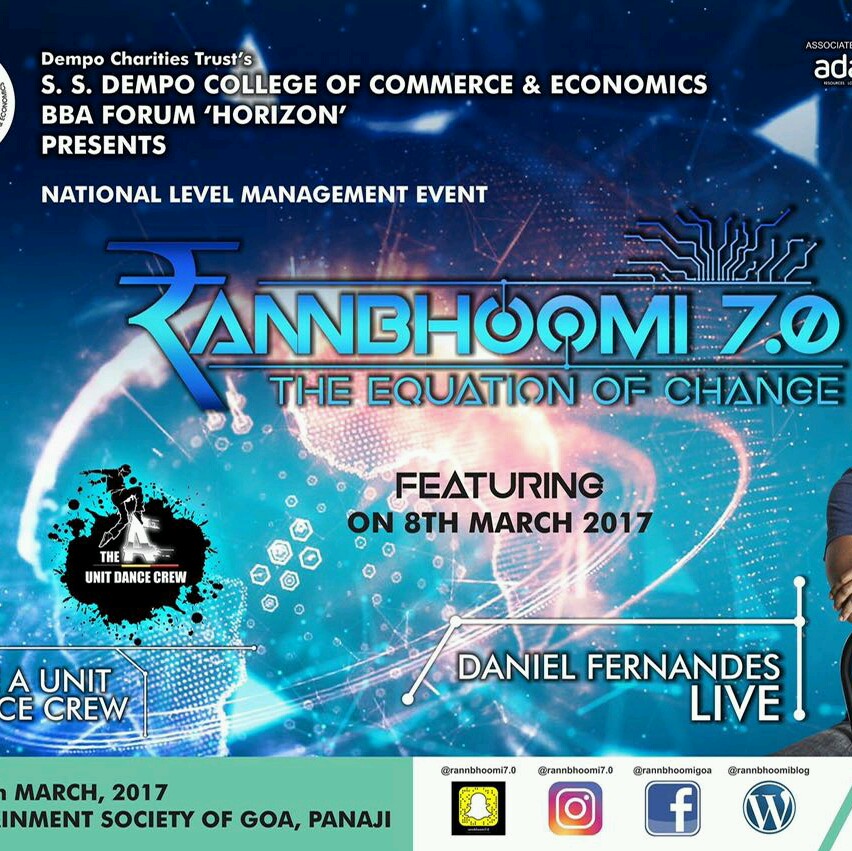 Dempo Charities Trust's
S. S. DEMPO COLLEGE OF COMMERCE & ECONOMICS
BBA FORUM 'HORIZON'
PRESENTS
NATIONAL LEVEL MANAGEMENT EVENT
ASSOCIATE
₹ANNBHOOMI 7.0
THE EQUATION OF CHANGE
FEATURING
ON 8TH MARCH 2017
THE A
UNIT DANCE CREW
A UNIT
CE CREW
DANIEL FERNANDES
LIVE
MARCH, 2017
INMENT SOCIETY OF GOA, PANAJI
@rannbhoomi7.0 @rannbhoomi7.0 @rannbhoomigoa @rannbhoomiblog